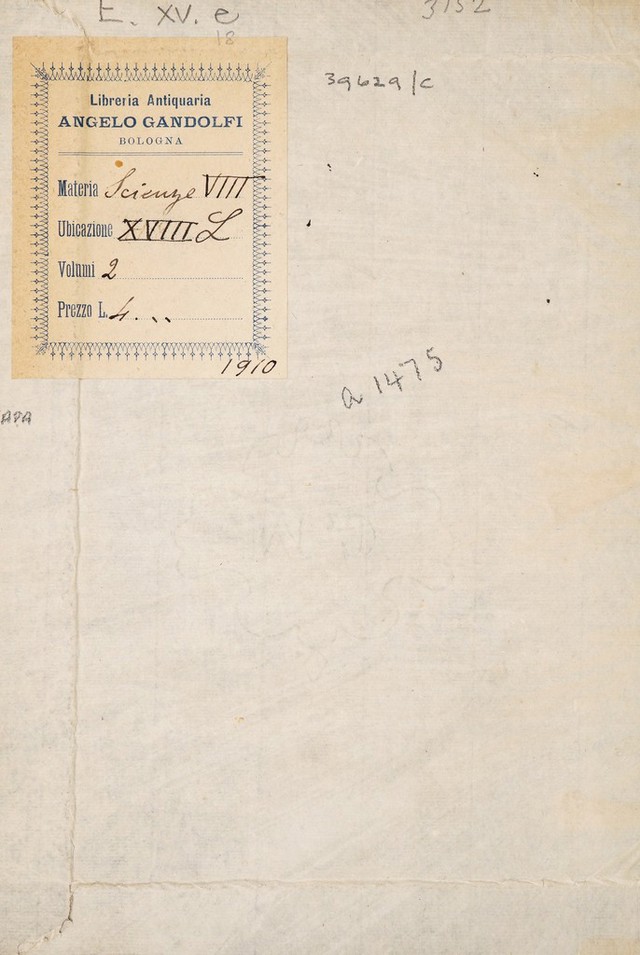 E. XV. e
3152
18
39629/c
Libreria Antiquaria
ANGELO GANDOLFI
BOLOGNA
Materia Scienze VIII
Ubicazione XVIII L
Volumi 2
Prezzo L. 4. ..
1910
a 1475
APA